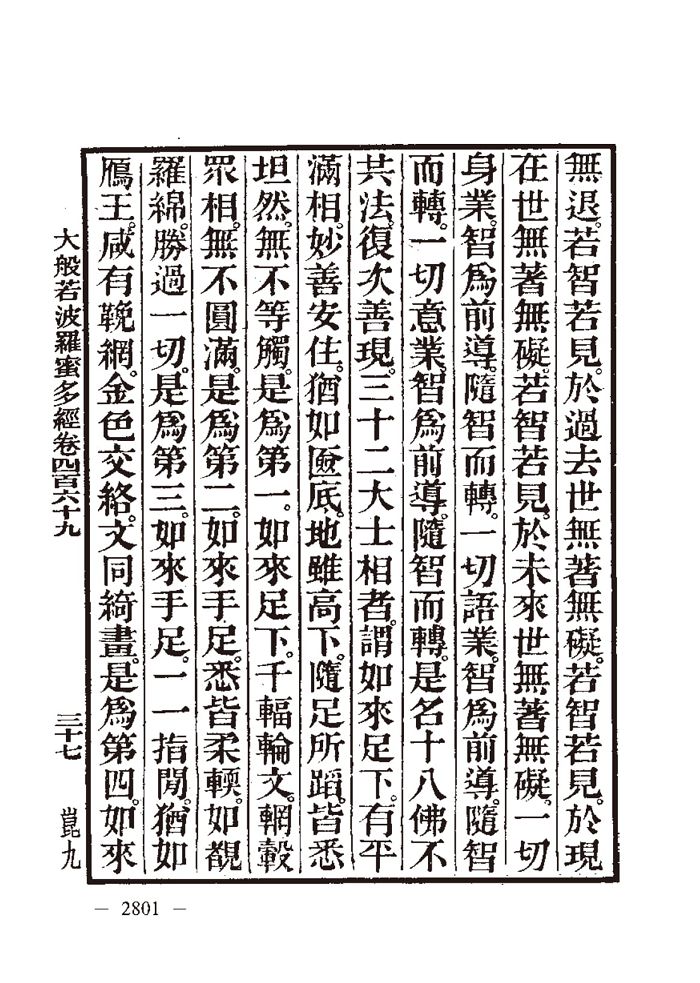 無退。若智若見。於過去世無著無礙。若智若見。於現
在世無著無礙。若智若見。於未來世無著無礙。一切
身業。智爲前導。隨智而轉。一切語業。智爲前導。隨智
而轉。一切意業。智爲前導。隨智而轉。是名十八佛不
共法。復次善現。三十二大士相者。謂如來足下。有平
滿相。妙善安住。猶如匳底。地雖高下。隨足所蹈。皆悉
坦然。無不等觸。是爲第一。如來足下。千輻輪文。輞轂
眾相。無不圓滿。是爲第二。如來手足。悉皆柔輭。如覩
羅綿。勝過一切。是爲第三。如來手足。一一指閒。猶如
鴈王。咸有鞔網。金色交絡。文同綺畫。是爲第四。如來
大般若波羅蜜多經卷四百六十九 三十七 崑九
— 2801 —